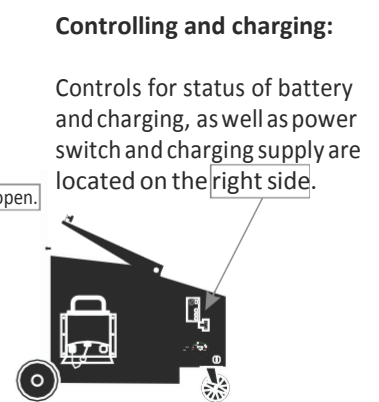 Controlling and charging:
Controls for status of battery
and charging, as well as power
switch and charging supply are
located on the right side.
open.